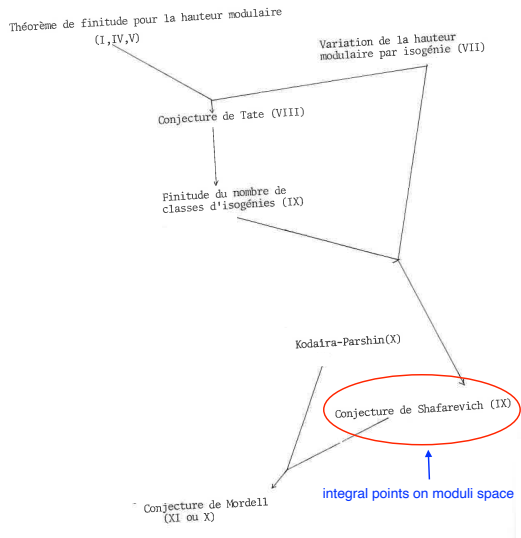 Théorème de finitude pour la hauteur modulaire
(I,IV,V)
Variation de la hauteur
modulaire par isogénie (VII)
Conjecture de Tate (VIII)
Finitude du nombre de
classes d'isogénies (IX)
Kodaira-Parshin(X)
Conjecture de Shafarevich (IX)
integral points on moduli space
Conjecture de Mordell
(XI ou X)